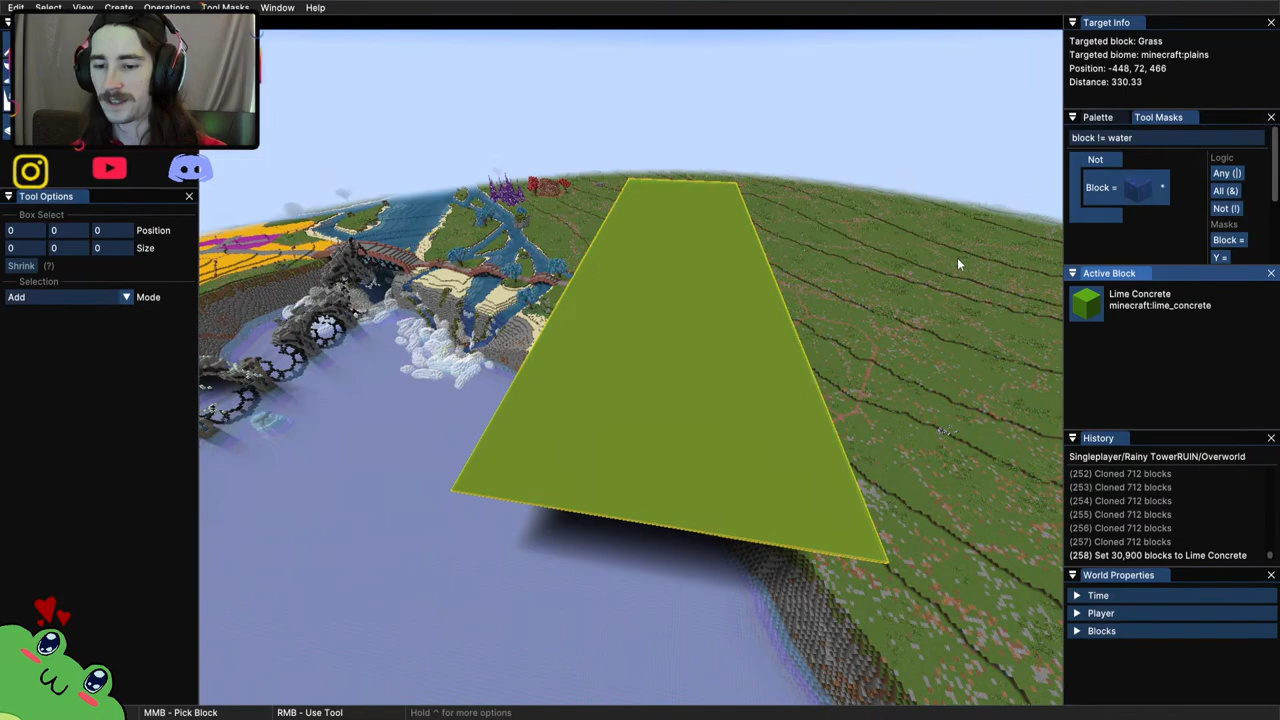 Edit Select View Create Operations Tool Masks Window Help
Tool Options
Box Select
0 0 0 Position
0 0 0 Size
Shrink (?)
Selection
Add Mode
Target Info
Targeted block: Grass
Targeted biome: minecraft:plains
Position: -448, 72, 466
Distance: 330.33
Palette Tool Masks
block != water
Not
Block = *
Logic
Any (|)
All (&)
Not (!)
Masks
Block =
Y =
Active Block
Lime Concrete
minecraft:lime_concrete
History
Singleplayer/Rainy TowerRUIN/Overworld
(252) Cloned 712 blocks
(253) Cloned 712 blocks
(254) Cloned 712 blocks
(255) Cloned 712 blocks
(256) Cloned 712 blocks
(257) Cloned 712 blocks
(258) Set 30,900 blocks to Lime Concrete
World Properties
Time
Player
Blocks
MMB - Pick Block RMB - Use Tool Hold ^ for more options